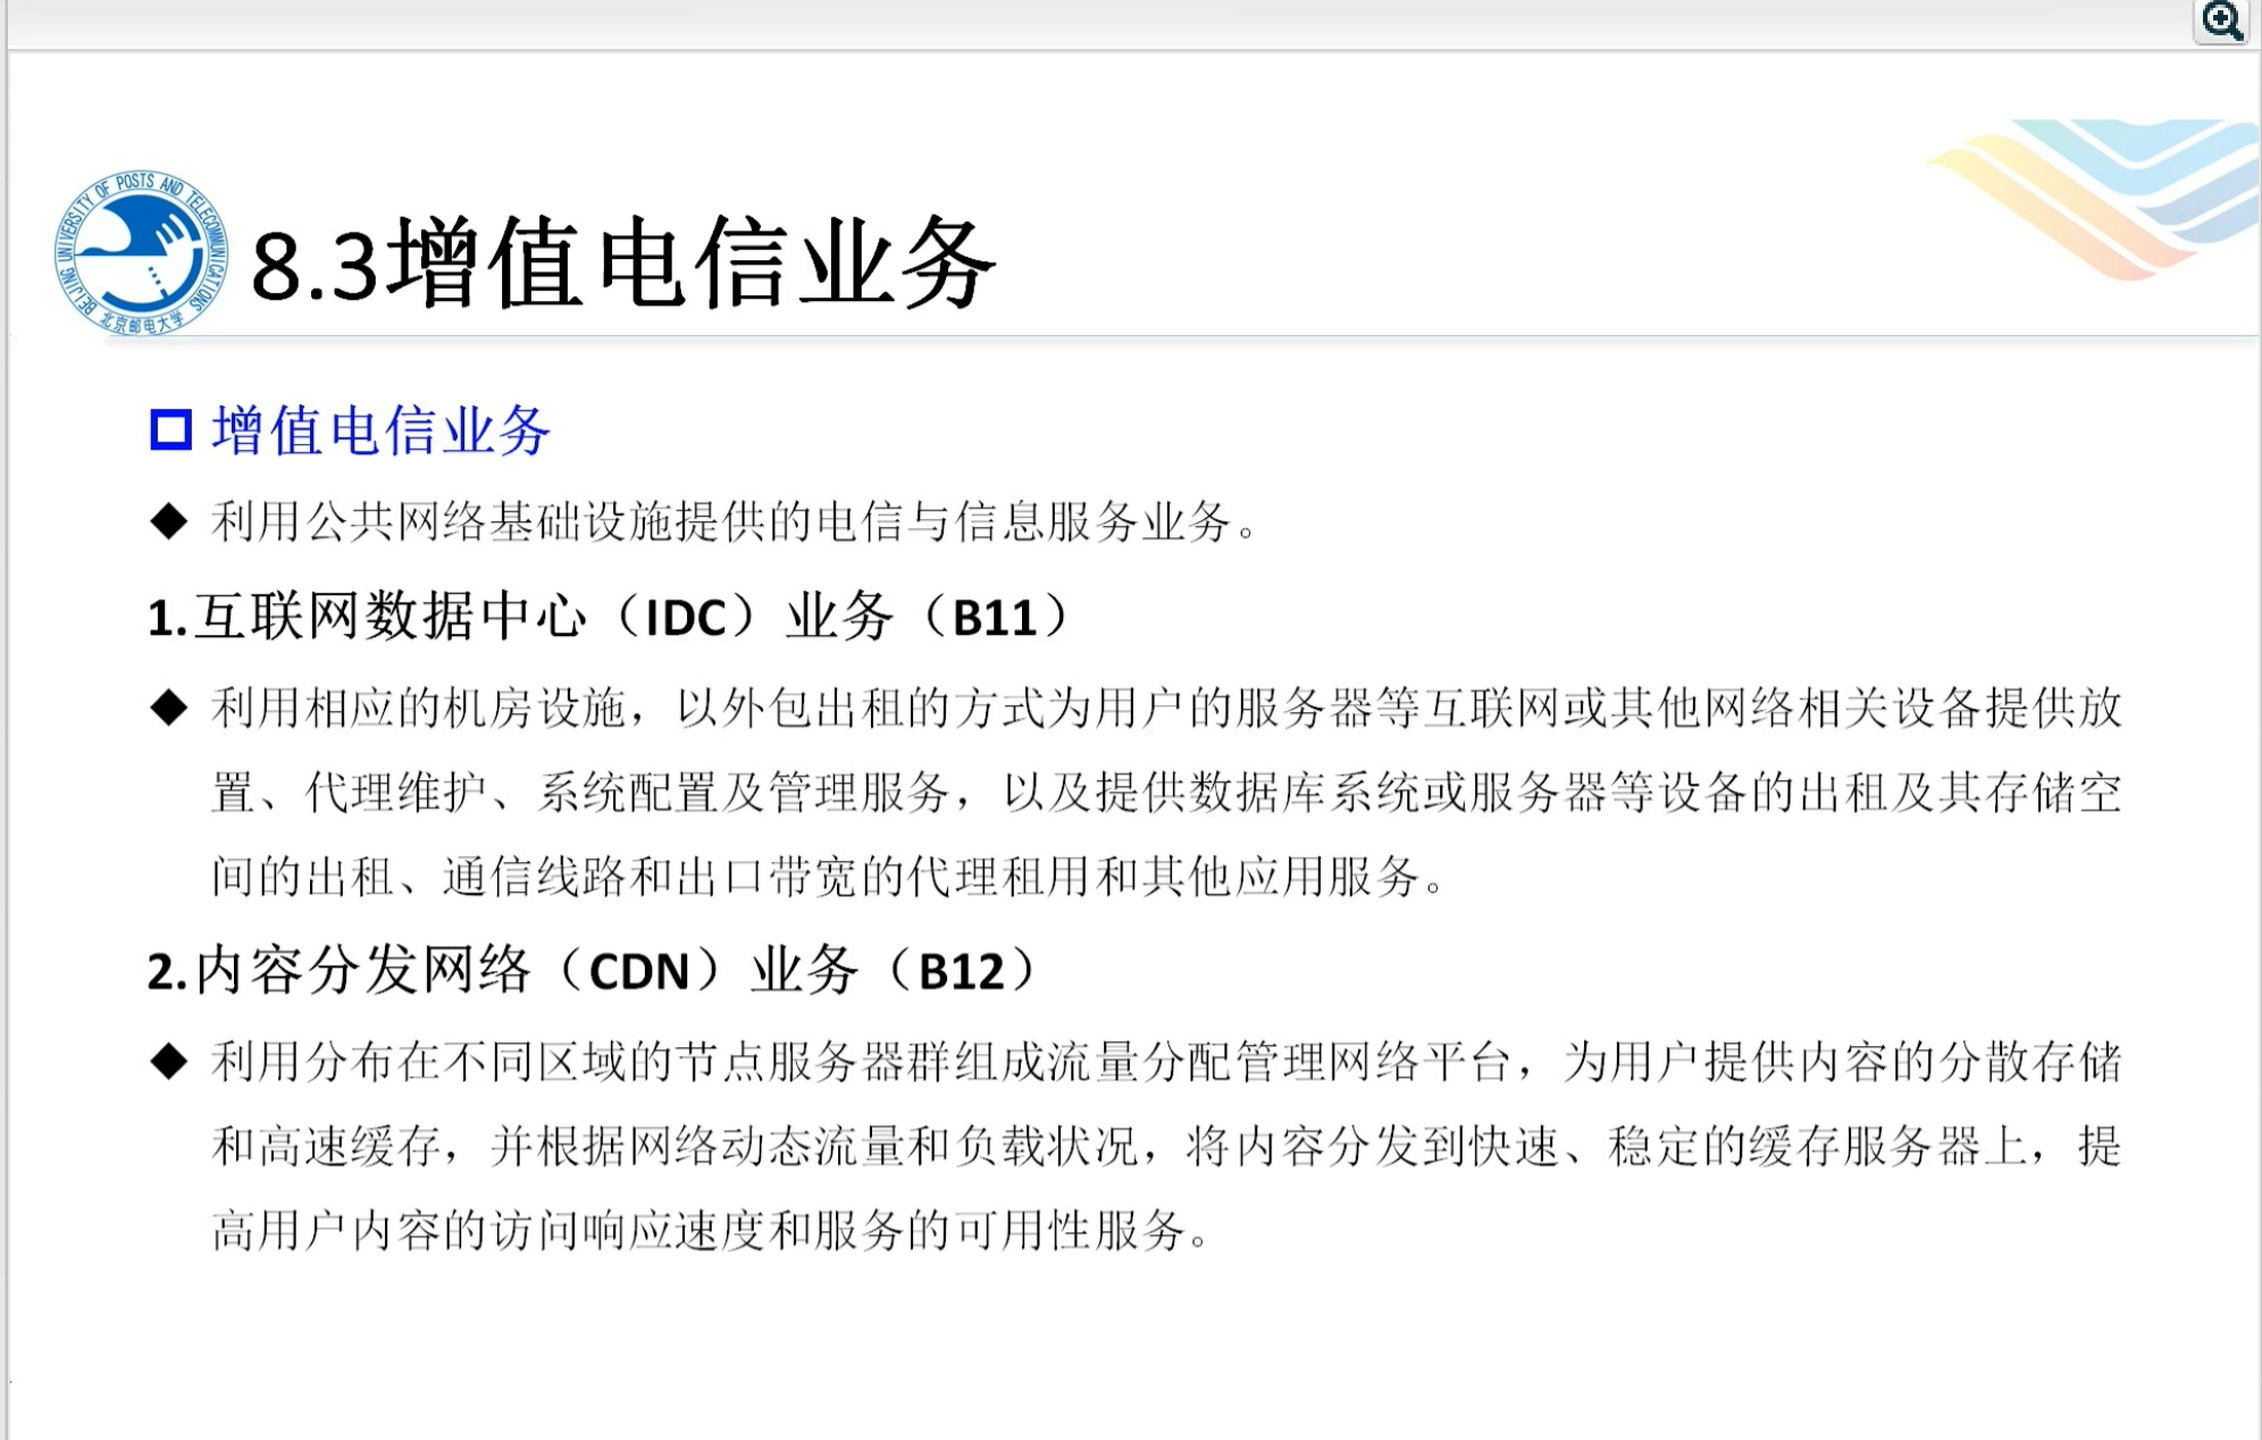 BEIJING UNIVERSITY OF POSTS AND TELECOMMUNICATIONS
北京邮电大学
8.3增值电信业务
增值电信业务
利用公共网络基础设施提供的电信与信息服务业务。
1.互联网数据中心（IDC）业务（B11）
利用相应的机房设施，以外包出租的方式为用户的服务器等互联网或其他网络相关设备提供放
置、代理维护、系统配置及管理服务，以及提供数据库系统或服务器等设备的出租及其存储空
间的出租、通信线路和出口带宽的代理租用和其他应用服务。
2.内容分发网络（CDN）业务（B12）
利用分布在不同区域的节点服务器群组成流量分配管理网络平台，为用户提供内容的分散存储
和高速缓存，并根据网络动态流量和负载状况，将内容分发到快速、稳定的缓存服务器上，提
高用户内容的访问响应速度和服务的可用性服务。